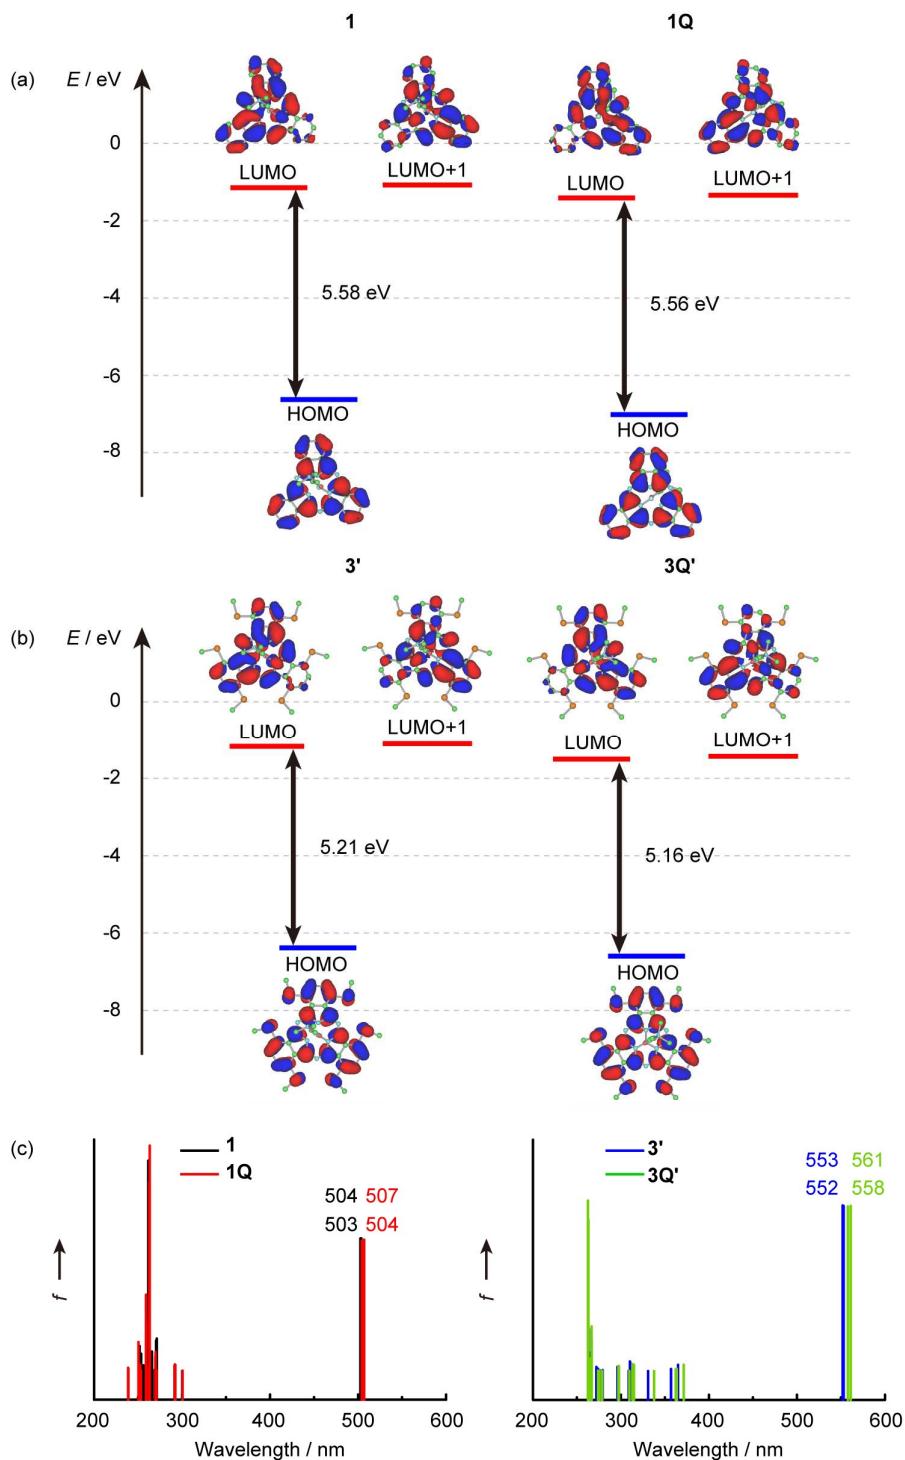 1 1Q
(a) E / eV
0
LUMO LUMO+1 LUMO LUMO+1
-2
-4 5.58 eV 5.56 eV
-6
HOMO HOMO
-8
3' 3Q'
(b) E / eV
0
LUMO LUMO+1 LUMO LUMO+1
-2
-4 5.21 eV 5.16 eV
-6
HOMO HOMO
-8
(c) 1 3'
1Q 3Q'
504 507 553 561
503 504 552 558
f f
200 300 400 500 600 200 300 400 500 600
Wavelength / nm Wavelength / nm